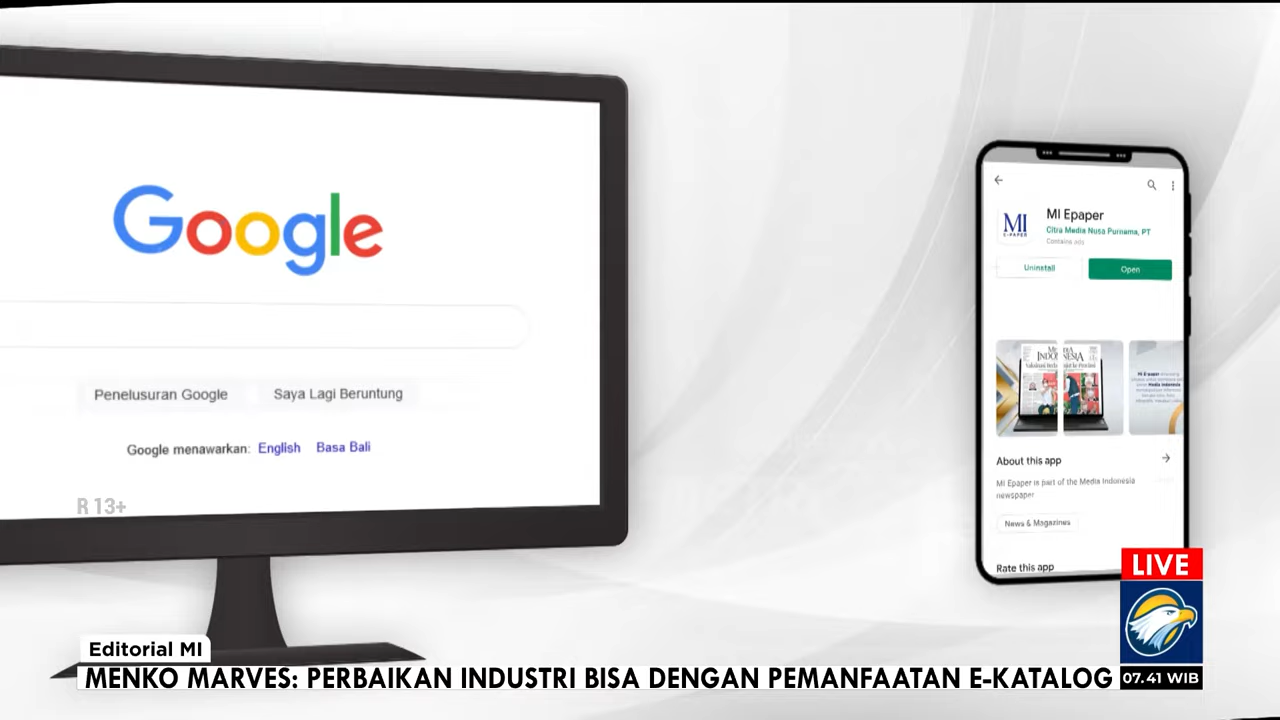 Google
Penelusuran Google
Saya Lagi Beruntung
Google menawarkan: English Basa Bali
R 13+
MI Epaper
Citra Media Nusa Purnama, PT
Contains ads
MI
E-PAPER
Uninstall
Open
About this app
MI Epaper is part of the Media Indonesia
newspaper
News & Magazines
Rate this app
LIVE
Editorial MI
MENKO MARVES: PERBAIKAN INDUSTRI BISA DENGAN PEMANFAATAN E-KATALOG
07.41 WIB